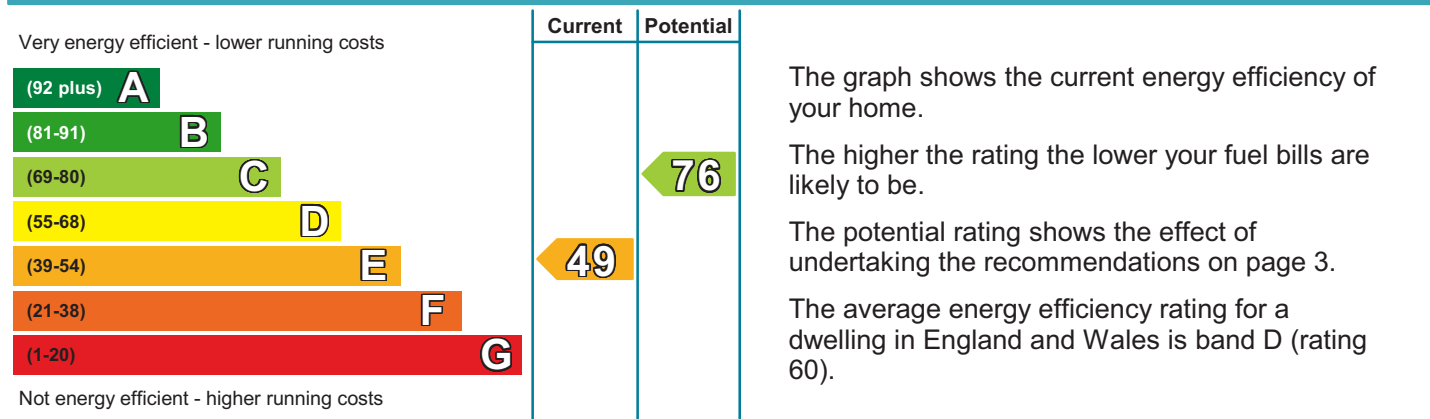 Current Potential
Very energy efficient - lower running costs
(92 plus) A
(81-91) B
(69-80) C
76
(55-68) D
(39-54) E
49
(21-38) F
(1-20) G
Not energy efficient - higher running costs
The graph shows the current energy efficiency of
your home.
The higher the rating the lower your fuel bills are
likely to be.
The potential rating shows the effect of
undertaking the recommendations on page 3.
The average energy efficiency rating for a
dwelling in England and Wales is band D (rating
60).